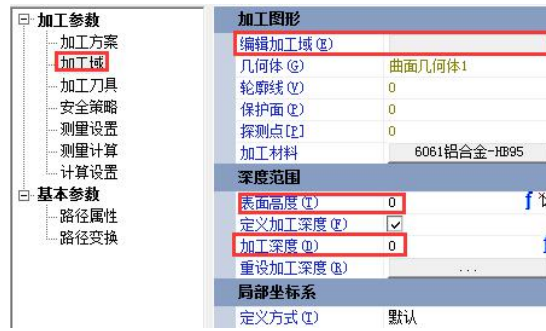 加工参数
加工方案
加工域
加工刀具
安全策略
测量设置
测量计算
计算设置
基本参数
路径属性
路径变换
加工图形
编辑加工域(E)
几何体(G) 曲面几何体1
轮廓线(V) 0
保护面(P) 0
探测点[P] 0
加工材料 6061铝合金-HB95
深度范围
表面高度(T) 0 f
定义加工深度(F)
加工深度(D) 0
重设加工深度(R) ...
局部坐标系
定义方式(T) 默认